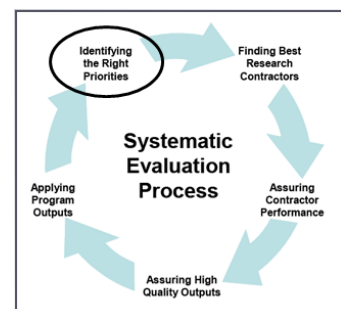 Identifying
the Right
Priorities
Finding Best
Research
Contractors
Systematic
Evaluation
Process
Applying
Program
Outputs
Assuring
Contractor
Performance
Assuring High
Quality Outputs